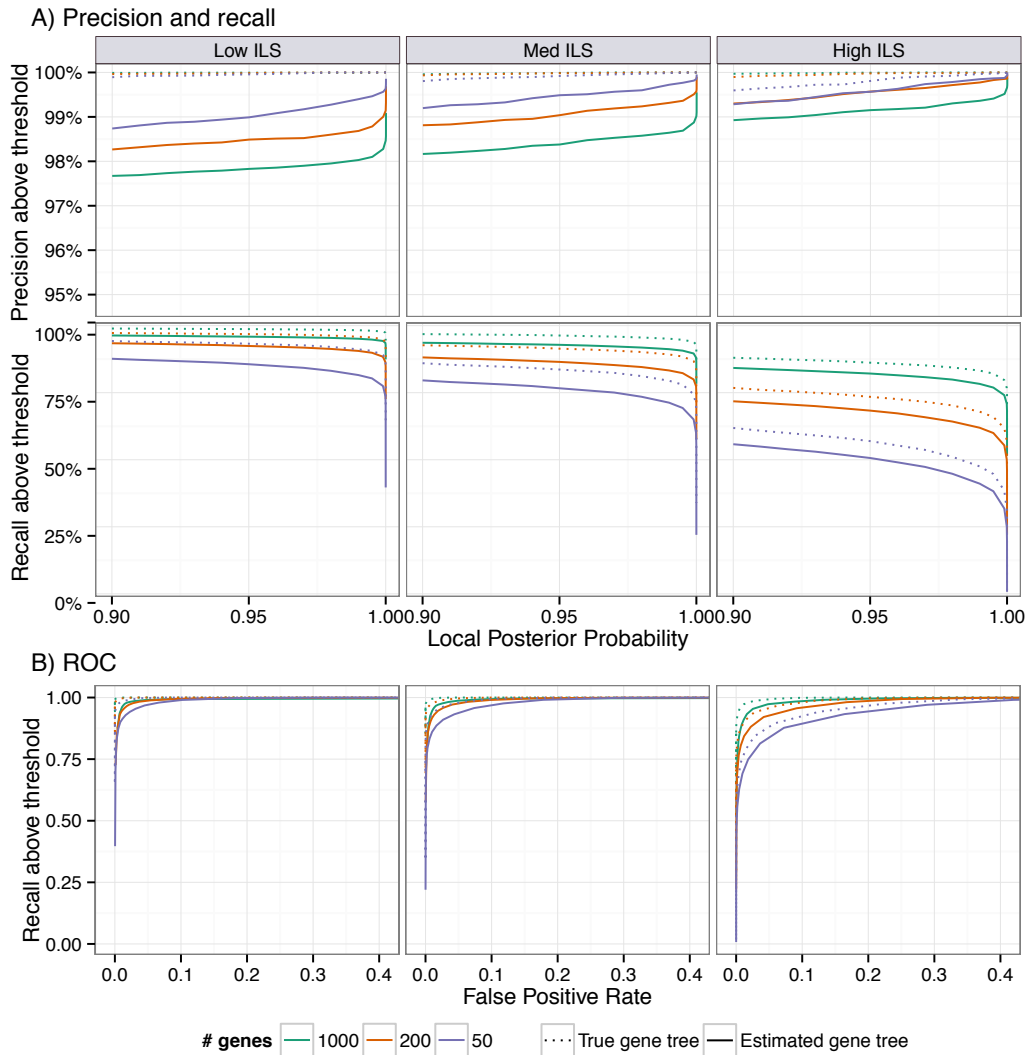 A) Precision and recall
Low ILS
Med ILS
High ILS
Precision above threshold
100%
99%
98%
97%
96%
95%
Recall above threshold
100%
75%
50%
25%
0%
0.90 0.95 1.00
0.90 0.95 1.00
0.90 0.95 1.00
Local Posterior Probability
B) ROC
Recall above threshold
1.00
0.75
0.50
0.25
0.00
0.0 0.1 0.2 0.3 0.4
0.0 0.1 0.2 0.3 0.4
0.0 0.1 0.2 0.3 0.4
False Positive Rate
# genes 1000 200 50 True gene tree Estimated gene tree